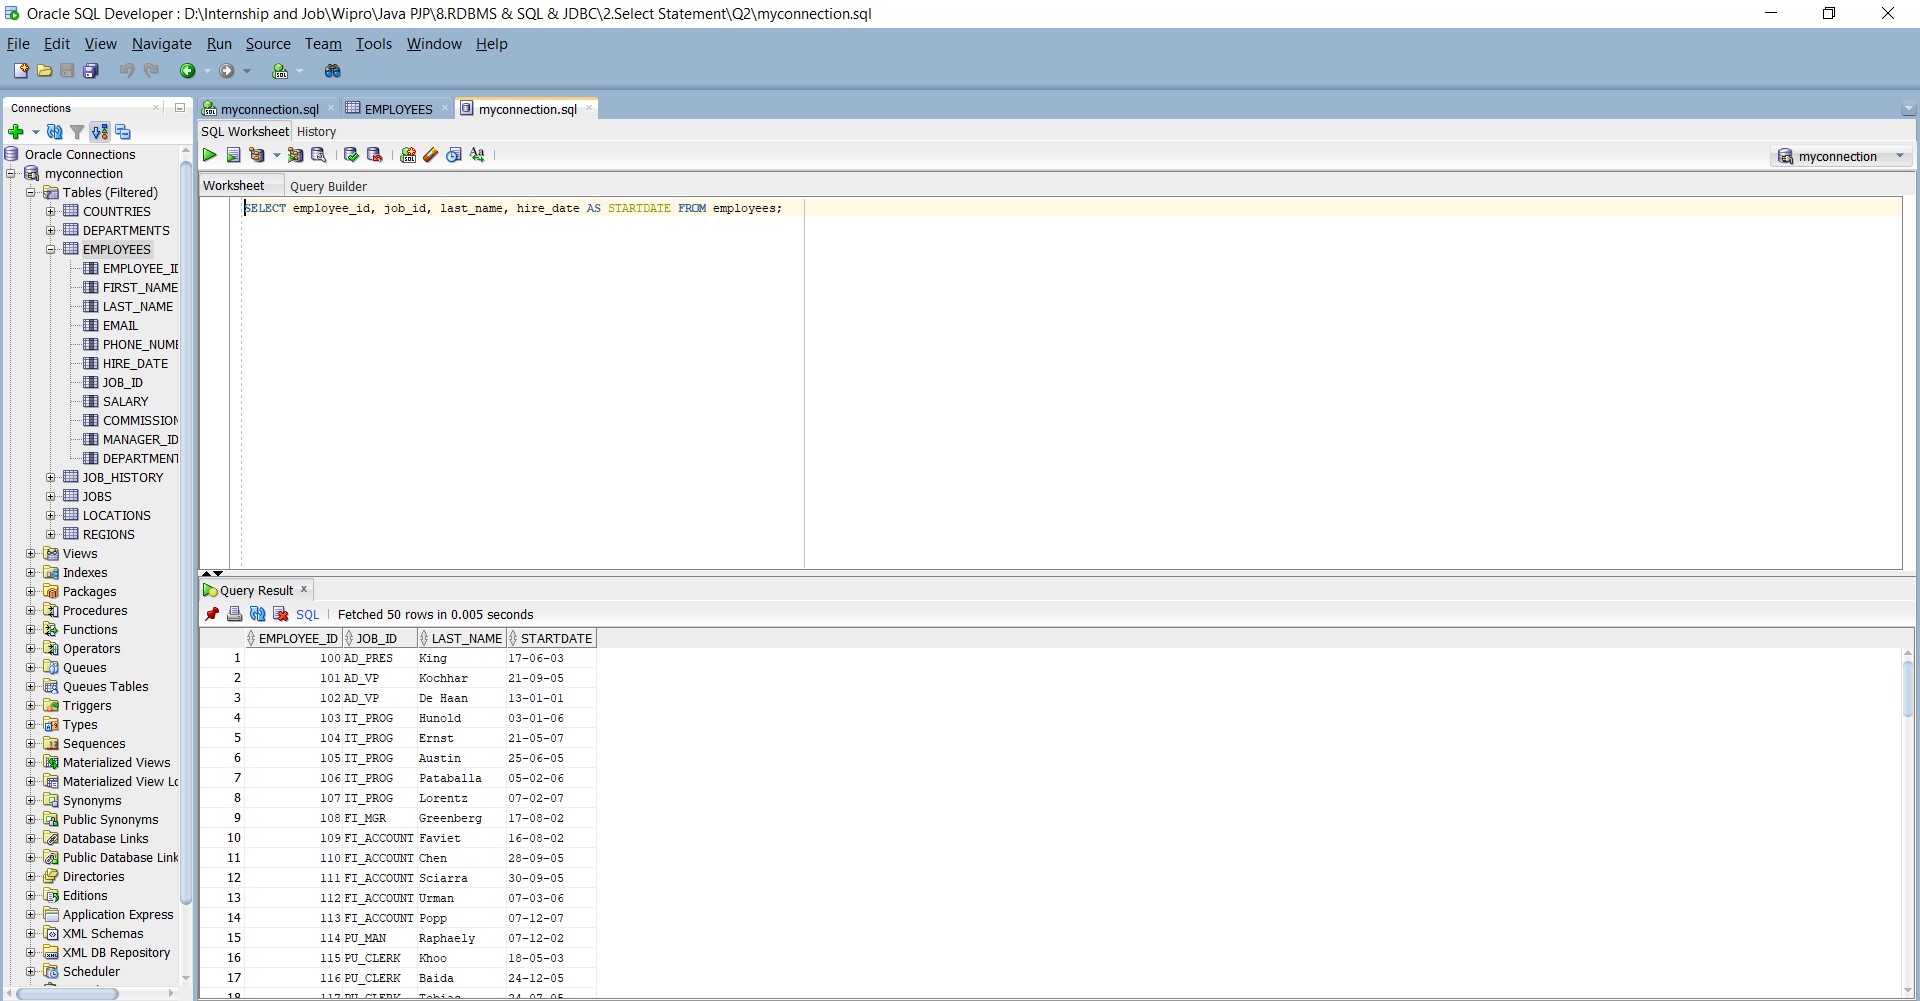 Oracle SQL Developer : D:\Internship and Job\Wipro\Java PJP\8.RDBMS & SQL & JDBC\2.Select Statement\Q2\myconnection.sql
File Edit View Navigate Run Source Team Tools Window Help
Connections
Oracle Connections
myconnection
Tables (Filtered)
COUNTRIES
DEPARTMENTS
EMPLOYEES
EMPLOYEE_ID
FIRST_NAME
LAST_NAME
EMAIL
PHONE_NUME
HIRE_DATE
JOB_ID
SALARY
COMMISSION
MANAGER_ID
DEPARTMENT
JOB_HISTORY
JOBS
LOCATIONS
REGIONS
Views
Indexes
Packages
Procedures
Functions
Operators
Queues
Queues Tables
Triggers
Types
Sequences
Materialized Views
Materialized View Lo
Synonyms
Public Synonyms
Database Links
Public Database Link
Directories
Editions
Application Express
XML Schemas
XML DB Repository
Scheduler
myconnection.sql EMPLOYEES myconnection.sql
SQL Worksheet History
myconnection
Worksheet Query Builder
SELECT employee_id, job_id, last_name, hire_date AS STARTDATE FROM employees;
Query Result
SQL Fetched 50 rows in 0.005 seconds
EMPLOYEE_ID JOB_ID LAST_NAME STARTDATE
1 100 AD_PRES King 17-06-03
2 101 AD_VP Kochhar 21-09-05
3 102 AD_VP De Haan 13-01-01
4 103 IT_PROG Hunold 03-01-06
5 104 IT_PROG Ernst 21-05-07
6 105 IT_PROG Austin 25-06-05
7 106 IT_PROG Pataballa 05-02-06
8 107 IT_PROG Lorentz 07-02-07
9 108 FI_MGR Greenberg 17-08-02
10 109 FI_ACCOUNT Faviet 16-08-02
11 110 FI_ACCOUNT Chen 28-09-05
12 111 FI_ACCOUNT Sciarra 30-09-05
13 112 FI_ACCOUNT Urman 07-03-06
14 113 FI_ACCOUNT Popp 07-12-07
15 114 PU_MAN Raphaely 07-12-02
16 115 PU_CLERK Khoo 18-05-03
17 116 PU_CLERK Baida 24-12-05
18 117 PU_CLERK Tobias 24-07-05